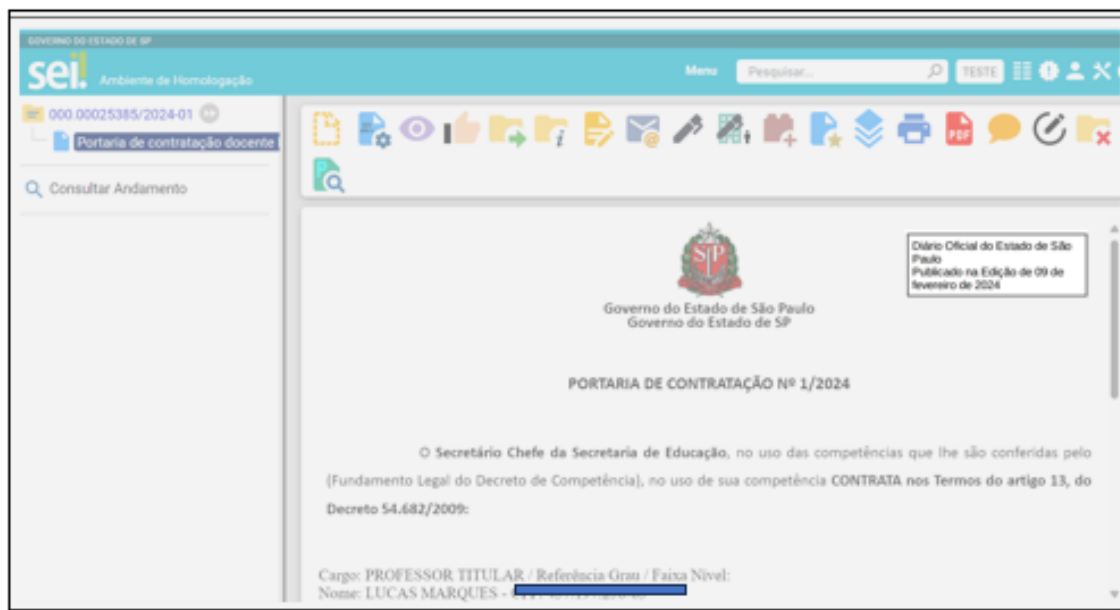 GOVERNO DO ESTADO DE SP
sei!
Ambiente de Homologação
Menu
Pesquisar...
TESTE
000.00025385/2024-01
Portaria de contratação docente
Consultar Andamento
Diário Oficial do Estado de São
Paulo
Publicado na Edição de 09 de
fevereiro de 2024
Governo do Estado de São Paulo
Governo do Estado de SP
PORTARIA DE CONTRATAÇÃO Nº 1/2024
O Secretário Chefe da Secretaria de Educação, no uso das competências que lhe são conferidas pelo
(Fundamento Legal do Decreto de Competência), no uso de sua competência CONTRATA nos Termos do artigo 13, do
Decreto 54.682/2009:
Cargo: PROFESSOR TITULAR / Referência Grau / Faixa Nivel:
Nome: LUCAS MARQUES -